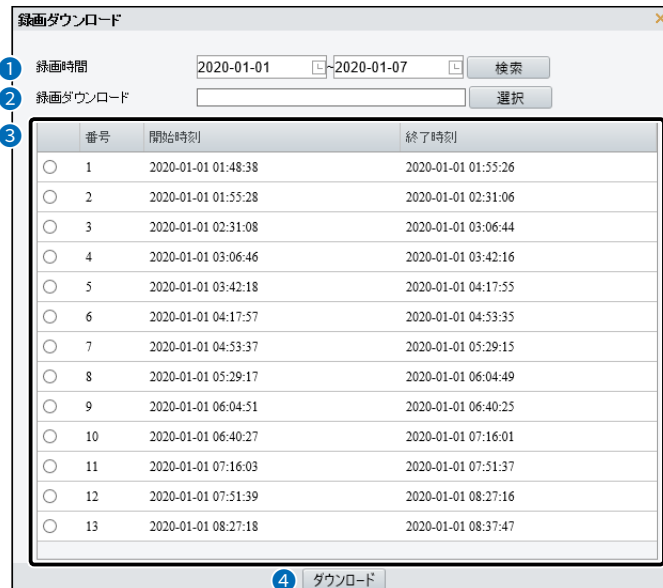 録画ダウンロード ×
1 録画時間 2020-01-01 ~ 2020-01-07 検索
2 録画ダウンロード 選択
3
番号 開始時刻 終了時刻
1 2020-01-01 01:48:38 2020-01-01 01:55:26
2 2020-01-01 01:55:28 2020-01-01 02:31:06
3 2020-01-01 02:31:08 2020-01-01 03:06:44
4 2020-01-01 03:06:46 2020-01-01 03:42:16
5 2020-01-01 03:42:18 2020-01-01 04:17:55
6 2020-01-01 04:17:57 2020-01-01 04:53:35
7 2020-01-01 04:53:37 2020-01-01 05:29:15
8 2020-01-01 05:29:17 2020-01-01 06:04:49
9 2020-01-01 06:04:51 2020-01-01 06:40:25
10 2020-01-01 06:40:27 2020-01-01 07:16:01
11 2020-01-01 07:16:03 2020-01-01 07:51:37
12 2020-01-01 07:51:39 2020-01-01 08:27:16
13 2020-01-01 08:27:18 2020-01-01 08:37:47
4 ダウンロード